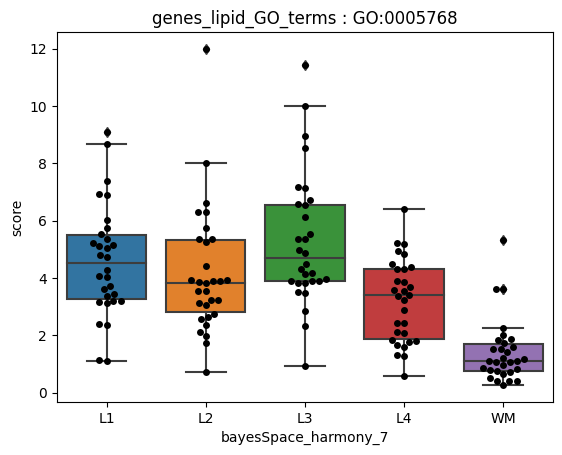 genes_lipid_GO_terms : GO:0005768
12
10
8
6
4
2
0
score
L1 L2 L3 L4 WM
bayesSpace_harmony_7